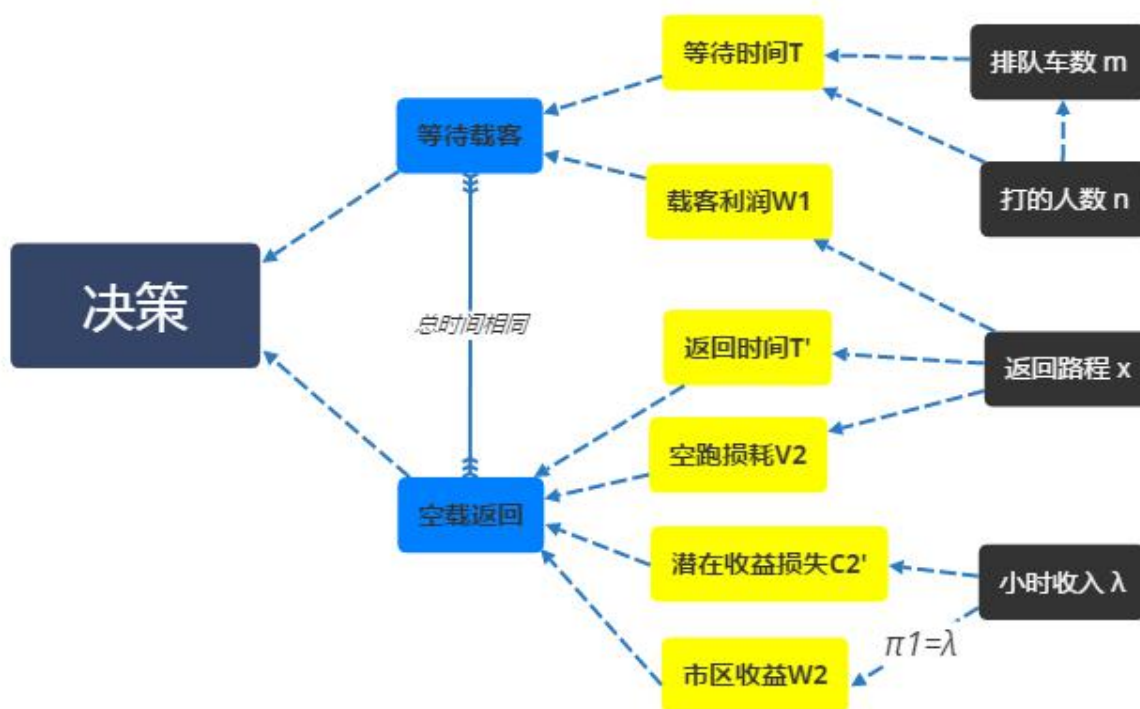 等待时间T
排队车数 m
等待载客
载客利润W1
打的人数 n
决策
总时间相同
返回时间T'
返回路程 x
空跑损耗V2
空载返回
潜在收益损失C2'
小时收入 λ
π1=λ
市区收益W2